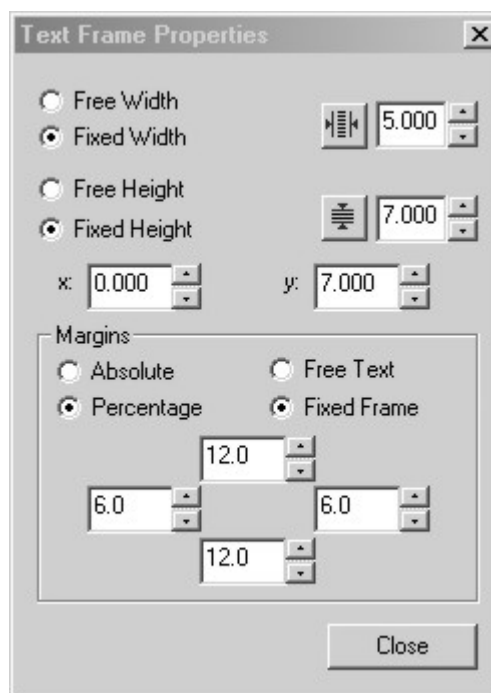 Text Frame Properties
Free Width
Fixed Width
5.000
Free Height
Fixed Height
7.000
x: 0.000 y: 7.000
Margins
Absolute Free Text
Percentage Fixed Frame
12.0
6.0 6.0
12.0
Close